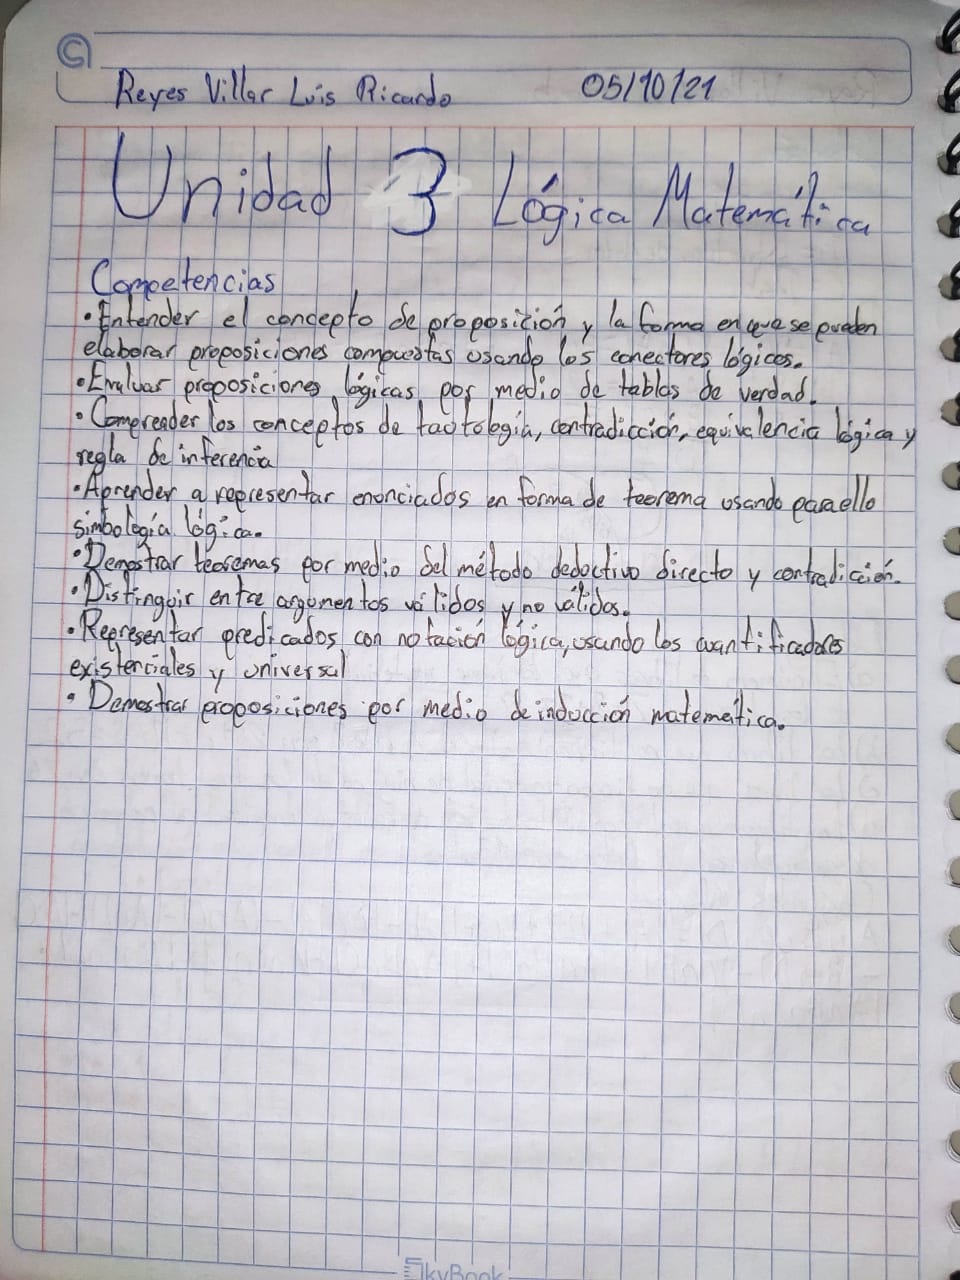 Reyes Villar Luis Ricardo 05/10/21
Unidad 3 Lógica Matemática
Competencias
• Entender el concepto de proposición y la forma en que se pueden
elaborar proposiciones compuestas usando los conectores lógicos.
• Evaluar proposiciones lógicas por medio de tablas de verdad.
• Comprender los conceptos de tautología, contradicción, equivalencia lógica y
regla de inferencia
• Aprender a representar enunciados en forma de teorema usando para ello
simbología lógica.
• Demostrar teoremas por medio del método deductivo directo y contradicción.
• Distinguir entre argumentos válidos y no válidos.
• Representar predicados con notación lógica, usando los cuantificadores
existenciales y universal
• Demostrar proposiciones por medio de inducción matemática.
SkyBook